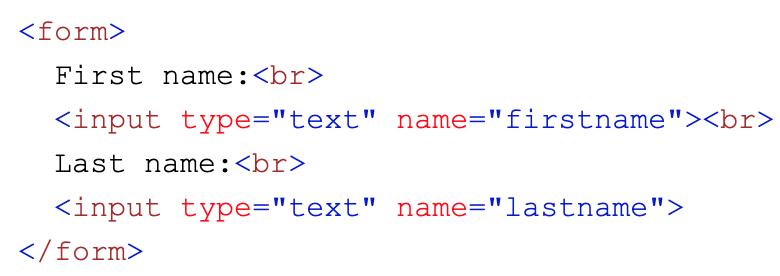 <form>
First name:<br>
<input type="text" name="firstname"><br>
Last name:<br>
<input type="text" name="lastname">
</form>